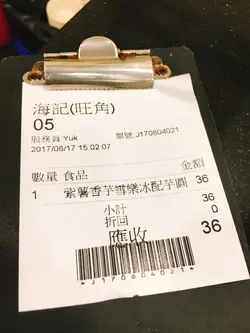 海記(旺角)
05
服務員 Yuk 單號 J170604021
2017/06/17 15:02:07
數量 食品 金額
1 紫薯香芋雪樂冰配芋圓 36
小計 36
折回 0
應收 36
*J170604021*